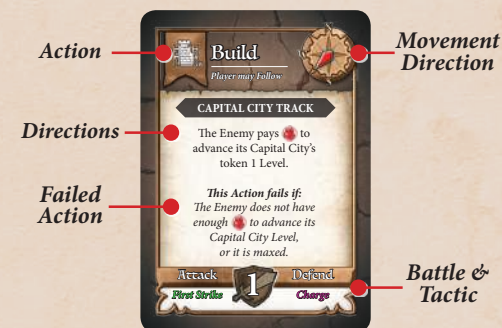 Action
Build
Player may Follow
Movement
Direction
CAPITAL CITY TRACK
Directions
The Enemy pays to
advance its Capital City's
token 1 Level.
Failed
Action
This Action fails if:
The Enemy does not have
enough to advance its
Capital City Level,
or it is maxed.
Attack
1
Defend
First Strike
Charge
Battle &
Tactic